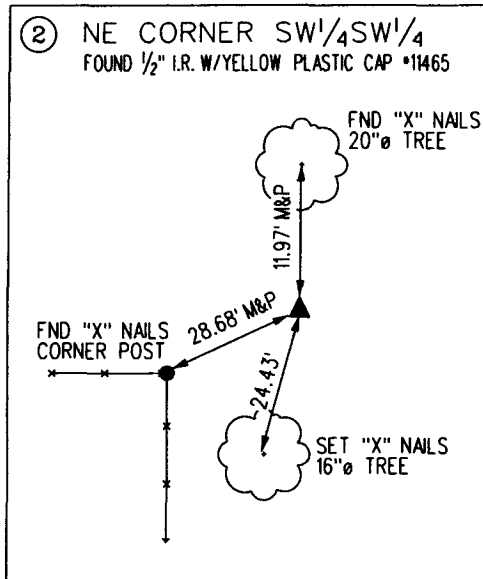 ② NE CORNER SW1/4SW1/4
FOUND 1/2" I.R. W/YELLOW PLASTIC CAP #11465
FND "X" NAILS
20"ø TREE
11.97' M&P
28.68' M&P
FND "X" NAILS
CORNER POST
24.43'
SET "X" NAILS
16"ø TREE